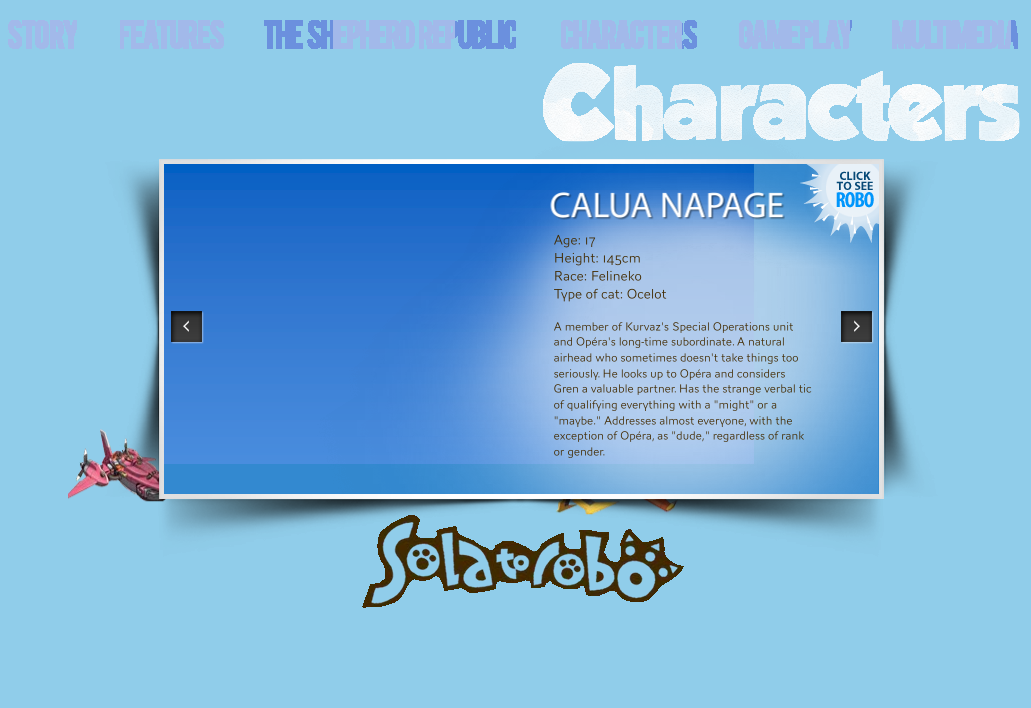 STORY FEATURES THE SHEPHERD REPUBLIC CHARACTERS GAMEPLAY MULTIMEDIA
Characters
CLICK
TO SEE
ROBO
CALUA NAPAGE
Age: 17
Height: 145cm
Race: Felineko
Type of cat: Ocelot
A member of Kurvaz's Special Operations unit
and Opéra's long-time subordinate. A natural
airhead who sometimes doesn't take things too
seriously. He looks up to Opéra and considers
Gren a valuable partner. Has the strange verbal tic
of qualifying everything with a "might" or a
"maybe." Addresses almost everyone, with the
exception of Opéra, as "dude," regardless of rank
or gender.
Solatorobo